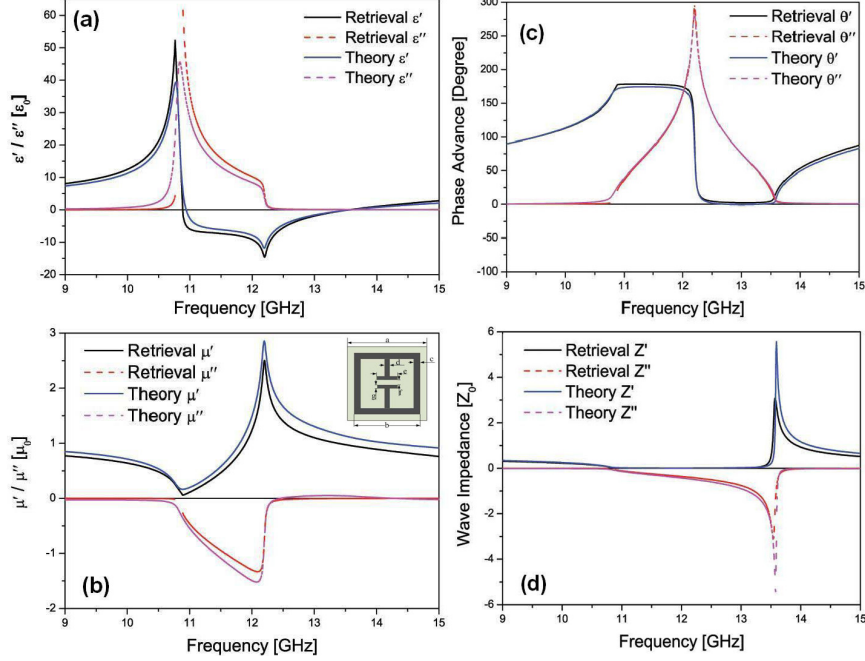 (a)
Retrieval ε′
Retrieval ε′′
Theory ε′
Theory ε′′
ε′ / ε′′ [ε₀]
60
50
40
30
20
10
0
-10
-20
9 10 11 12 13 14 15
Frequency [GHz]
(c)
Retrieval θ′
Retrieval θ′′
Theory θ′
Theory θ′′
Phase Advance [Degree]
300
250
200
150
100
50
0
-50
-100
9 10 11 12 13 14 15
Frequency [GHz]
(b)
Retrieval μ′
Retrieval μ′′
Theory μ′
Theory μ′′
μ′ / μ′′ [μ₀]
3
2
1
0
-1
-2
a
d
c
g
b
9 10 11 12 13 14 15
Frequency [GHz]
(d)
Retrieval Z′
Retrieval Z′′
Theory Z′
Theory Z′′
Wave Impedance [Z₀]
6
4
2
0
-2
-4
-6
9 10 11 12 13 14 15
Frequency [GHz]